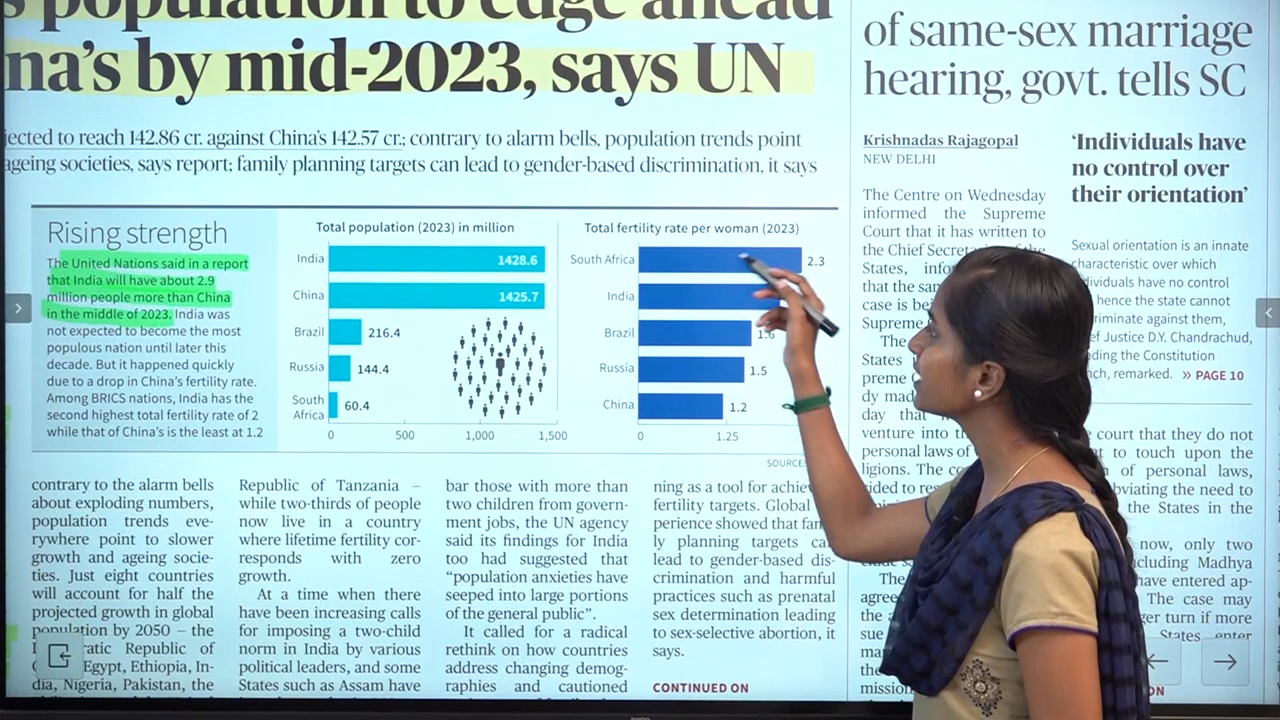 s population to edge ahead
na's by mid-2023, says UN
jected to reach 142.86 cr. against China's 142.57 cr.; contrary to alarm bells, population trends point
ageing societies, says report; family planning targets can lead to gender-based discrimination, it says
Rising strength
The United Nations said in a report
that India will have about 2.9
million people more than China
in the middle of 2023. India was
not expected to become the most
populous nation until later this
decade. But it happened quickly
due to a drop in China's fertility rate.
Among BRICS nations, India has the
second highest total fertility rate of 2
while that of China's is the least at 1.2
Total population (2023) in million
India 1428.6
China 1425.7
Brazil 216.4
Russia 144.4
South
Africa 60.4
0 500 1,000 1,500
Total fertility rate per woman (2023)
South Africa 2.3
India
Brazil 1.6
Russia 1.5
China 1.2
0 1.25
SOURCE
contrary to the alarm bells
about exploding numbers,
population trends eve-
rywhere point to slower
growth and ageing socie-
ties. Just eight countries
will account for half the
projected growth in global
population by 2050 – the
ratic Republic of
Egypt, Ethiopia, In-
dia, Nigeria, Pakistan, the
Republic of Tanzania –
while two-thirds of people
now live in a country
where lifetime fertility cor-
responds with zero
growth.
At a time when there
have been increasing calls
for imposing a two-child
norm in India by various
political leaders, and some
States such as Assam have
bar those with more than
two children from govern-
ment jobs, the UN agency
said its findings for India
too had suggested that
"population anxieties have
seeped into large portions
of the general public".
It called for a radical
rethink on how countries
address changing demog-
raphies and cautioned
ning as a tool for achie
fertility targets. Global
perience showed that fam
ly planning targets ca
lead to gender-based dis-
crimination and harmful
practices such as prenatal
sex determination leading
to sex-selective abortion, it
says.
CONTINUED ON
of same-sex marriage
hearing, govt. tells SC
Krishnadas Rajagopal
NEW DELHI
The Centre on Wednesday
informed the Supreme
Court that it has written to
the Chief Secretaries of the
States, info
that the sam
case is bei
Supreme
The
States
preme
dy mad
day that
venture into th
personal laws of
ligions. The co
ided to res
The
agree
the a
sue
mar
the
mission
'Individuals have
no control over
their orientation'
Sexual orientation is an innate
characteristic over which
dividuals have no control
hence the state cannot
riminate against them,
ef Justice D.Y. Chandrachud,
ding the Constitution
nch, remarked. » PAGE 10
court that they do not
t to touch upon the
of personal laws,
bviating the need to
the States in the
now, only two
cluding Madhya
have entered ap-
The case may
ger turn if more
States enter
ON